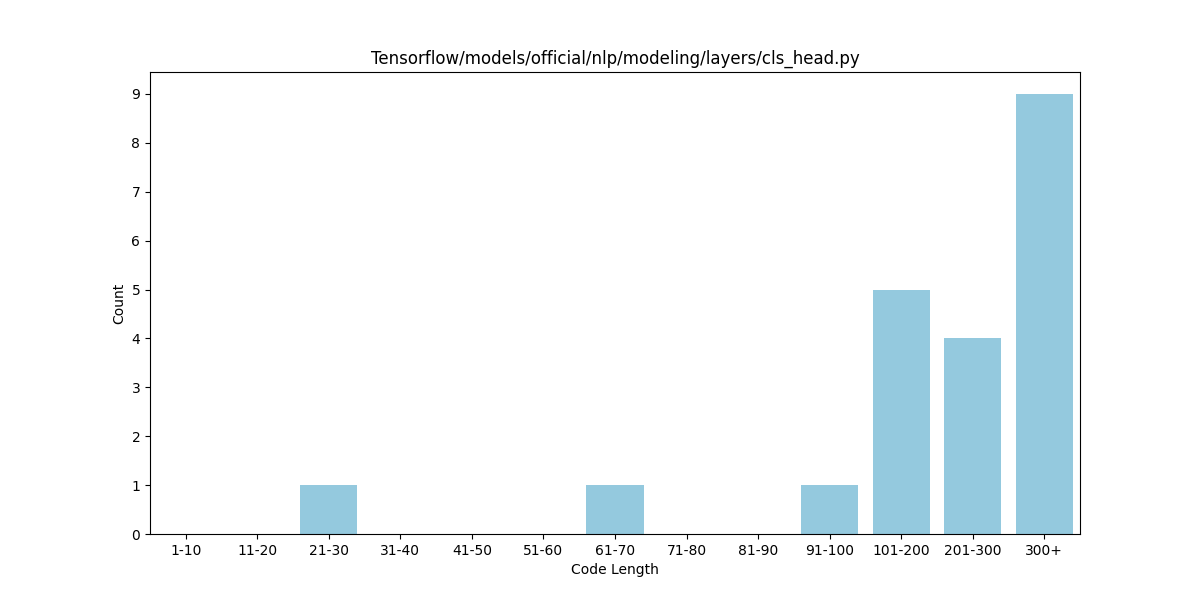 Tensorflow/models/official/nlp/modeling/layers/cls_head.py
9
8
7
6
5
4
3
2
1
0
Count
1-10 11-20 21-30 31-40 41-50 51-60 61-70 71-80 81-90 91-100 101-200 201-300 300+
Code Length